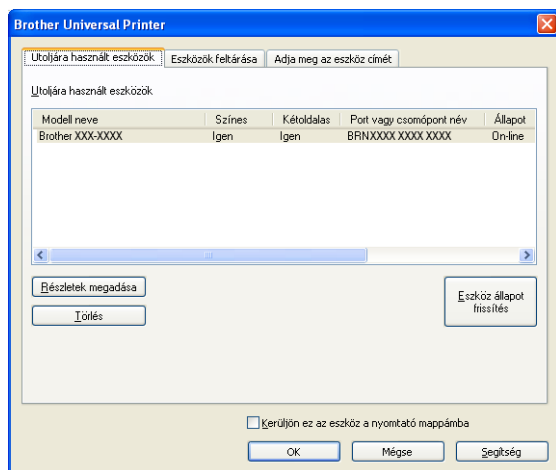 Brother Universal Printer
Utoljára használt eszközök Eszközök feltárása Adja meg az eszköz címét
Utoljára használt eszközök
Modell neve Színes Kétoldalas Port vagy csomópont név Állapot
Brother XXX-XXXX Igen Igen BRNXXXX XXXX XXXX On-line
Részletek megadása
Törlés
Eszköz állapot
frissítés
Kerüljön ez az eszköz a nyomtató mappámba
OK Mégse Segítség